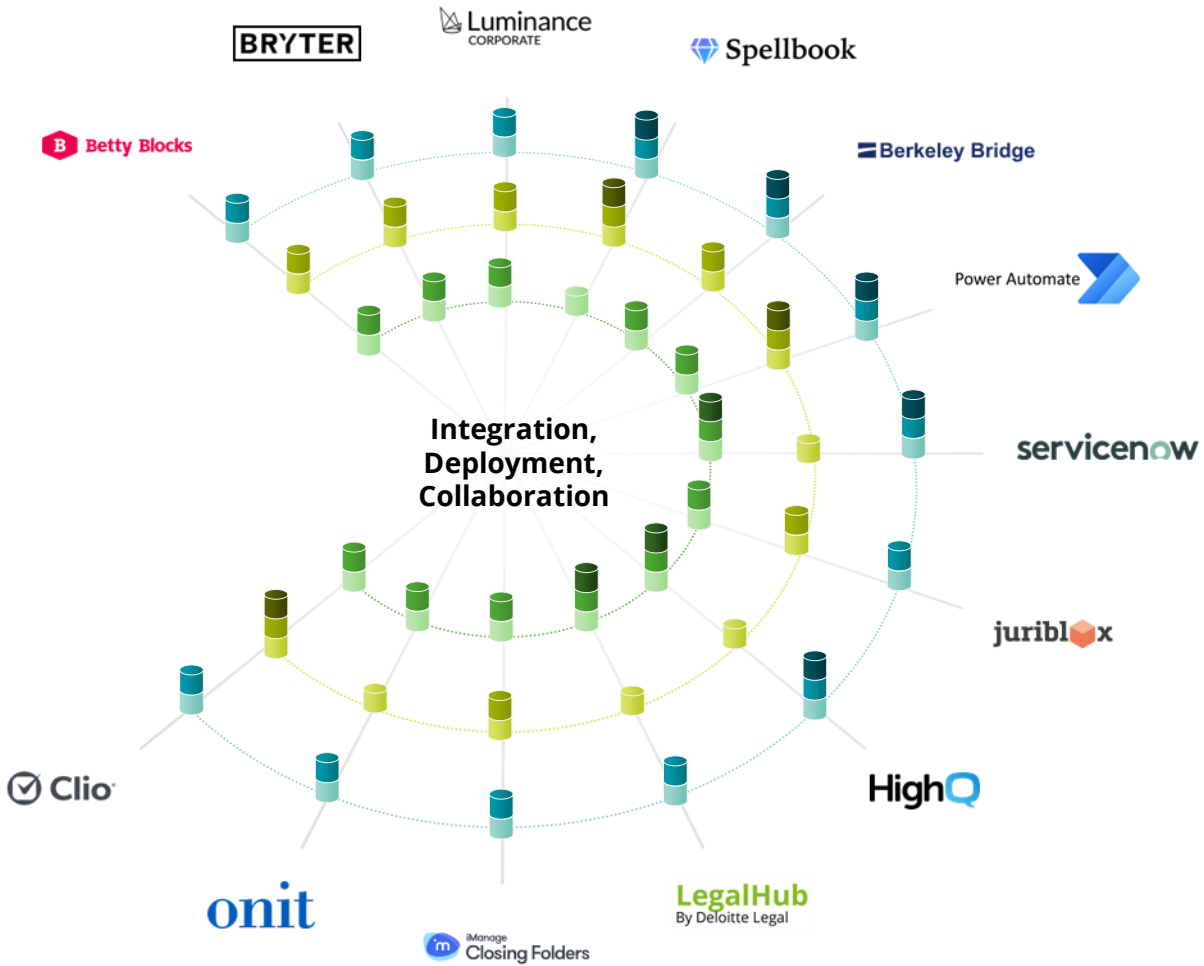 Luminance
CORPORATE
BRYTER
Spellbook
B Betty Blocks
Berkeley Bridge
Power Automate
Integration,
Deployment,
Collaboration
servicenow
juriblox
Clio
HighQ
LegalHub
By Deloitte Legal
onit
iManage
m Closing Folders